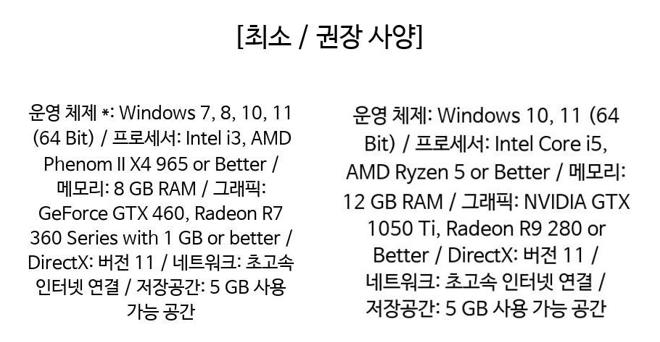 [최소 / 권장 사양]
운영 체제 *: Windows 7, 8, 10, 11
(64 Bit) / 프로세서: Intel i3, AMD
Phenom II X4 965 or Better /
메모리: 8 GB RAM / 그래픽:
GeForce GTX 460, Radeon R7
360 Series with 1 GB or better /
DirectX: 버전 11 / 네트워크: 초고속
인터넷 연결 / 저장공간: 5 GB 사용
가능 공간
운영 체제: Windows 10, 11 (64
Bit) / 프로세서: Intel Core i5,
AMD Ryzen 5 or Better / 메모리:
12 GB RAM / 그래픽: NVIDIA GTX
1050 Ti, Radeon R9 280 or
Better / DirectX: 버전 11 /
네트워크: 초고속 인터넷 연결 /
저장공간: 5 GB 사용 가능 공간